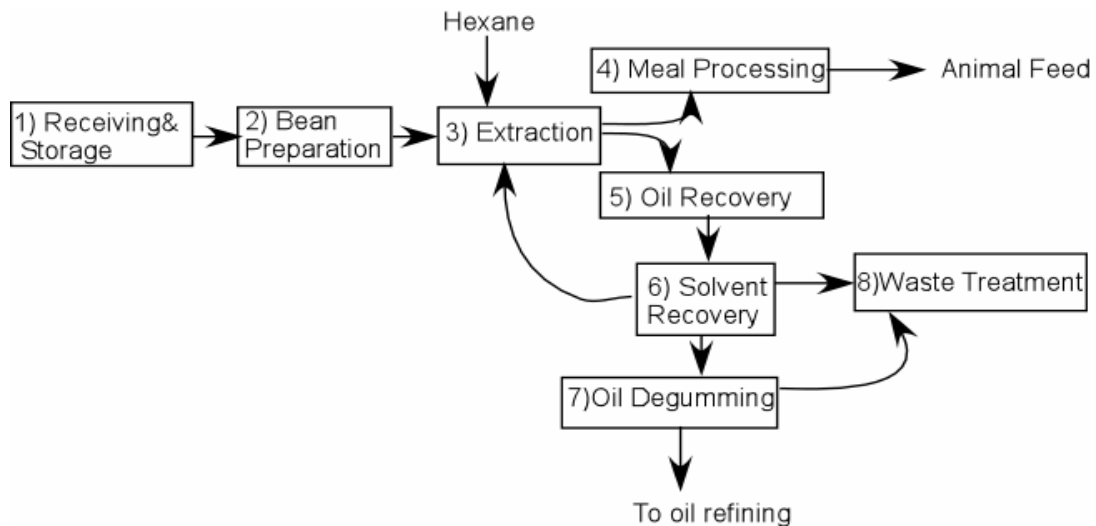 Hexane
4) Meal Processing
Animal Feed
1) Receiving&
Storage
2) Bean
Preparation
3) Extraction
5) Oil Recovery
6) Solvent
Recovery
8)Waste Treatment
7)Oil Degumming
To oil refining